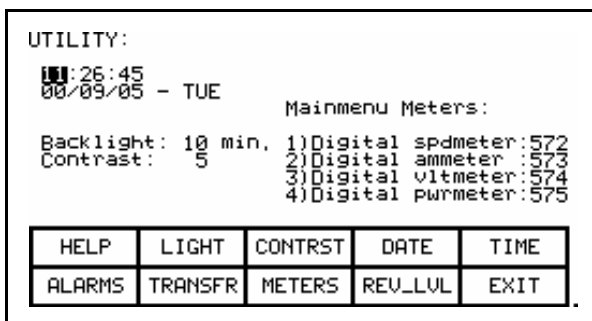 UTILITY:
11:26:45
00/09/05 - TUE
Mainmenu Meters:
Backlight: 10 min, 1)Digital spdmeter:572
Contrast: 5 2)Digital ammeter :573
3)Digital vltmeter:574
4)Digital pwrmeter:575
HELP LIGHT CONTRST DATE TIME
ALARMS TRANSFR METERS REV_LVL EXIT